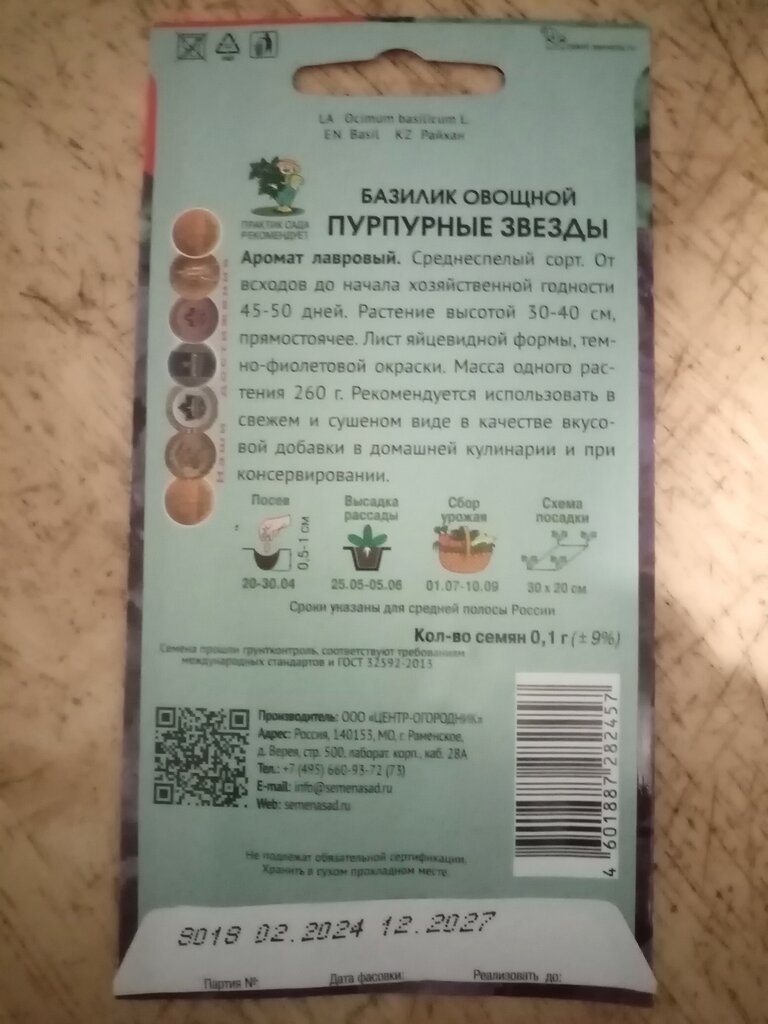 LA Ocimum basilicum L.
EN Basil KZ Райхан
ПРАКТИК САДА
РЕКОМЕНДУЕТ
БАЗИЛИК ОВОЩНОЙ
ПУРПУРНЫЕ ЗВЕЗДЫ
Аромат лавровый. Среднеспелый сорт. От
всходов до начала хозяйственной годности
45-50 дней. Растение высотой 30-40 см,
прямостоячее. Лист яйцевидной формы, тем-
но-фиолетовой окраски. Масса одного рас-
тения 260 г. Рекомендуется использовать в
свежем и сушеном виде в качестве вкусо-
вой добавки в домашней кулинарии и при
консервировании.
Наши достижения
Посев
0,5-1 см
20-30.04
Высадка
рассады
25.05-05.06
Сбор
урожая
01.07-10.09
Схема
посадки
30 х 20 см
Сроки указаны для средней полосы России
Кол-во семян 0,1 г (± 9%)
Семена прошли грунтконтроль, соответствуют требованиям
международных стандартов и ГОСТ 32592-2013
Производитель: ООО «ЦЕНТР-ОГОРОДНИК»
Адрес: Россия, 140153, МО, г. Раменское,
д. Верея, стр. 500, лаборат. корп., каб. 28А
Тел.: +7 (495) 660-93-72 (73)
E-mail: info@semenasad.ru
Web: semenasad.ru
4 601887 282457
Не подлежат обязательной сертификации.
Хранить в сухом прохладном месте.
8018 02.2024 12.2027
Партия №: Дата фасовки: Реализовать до: